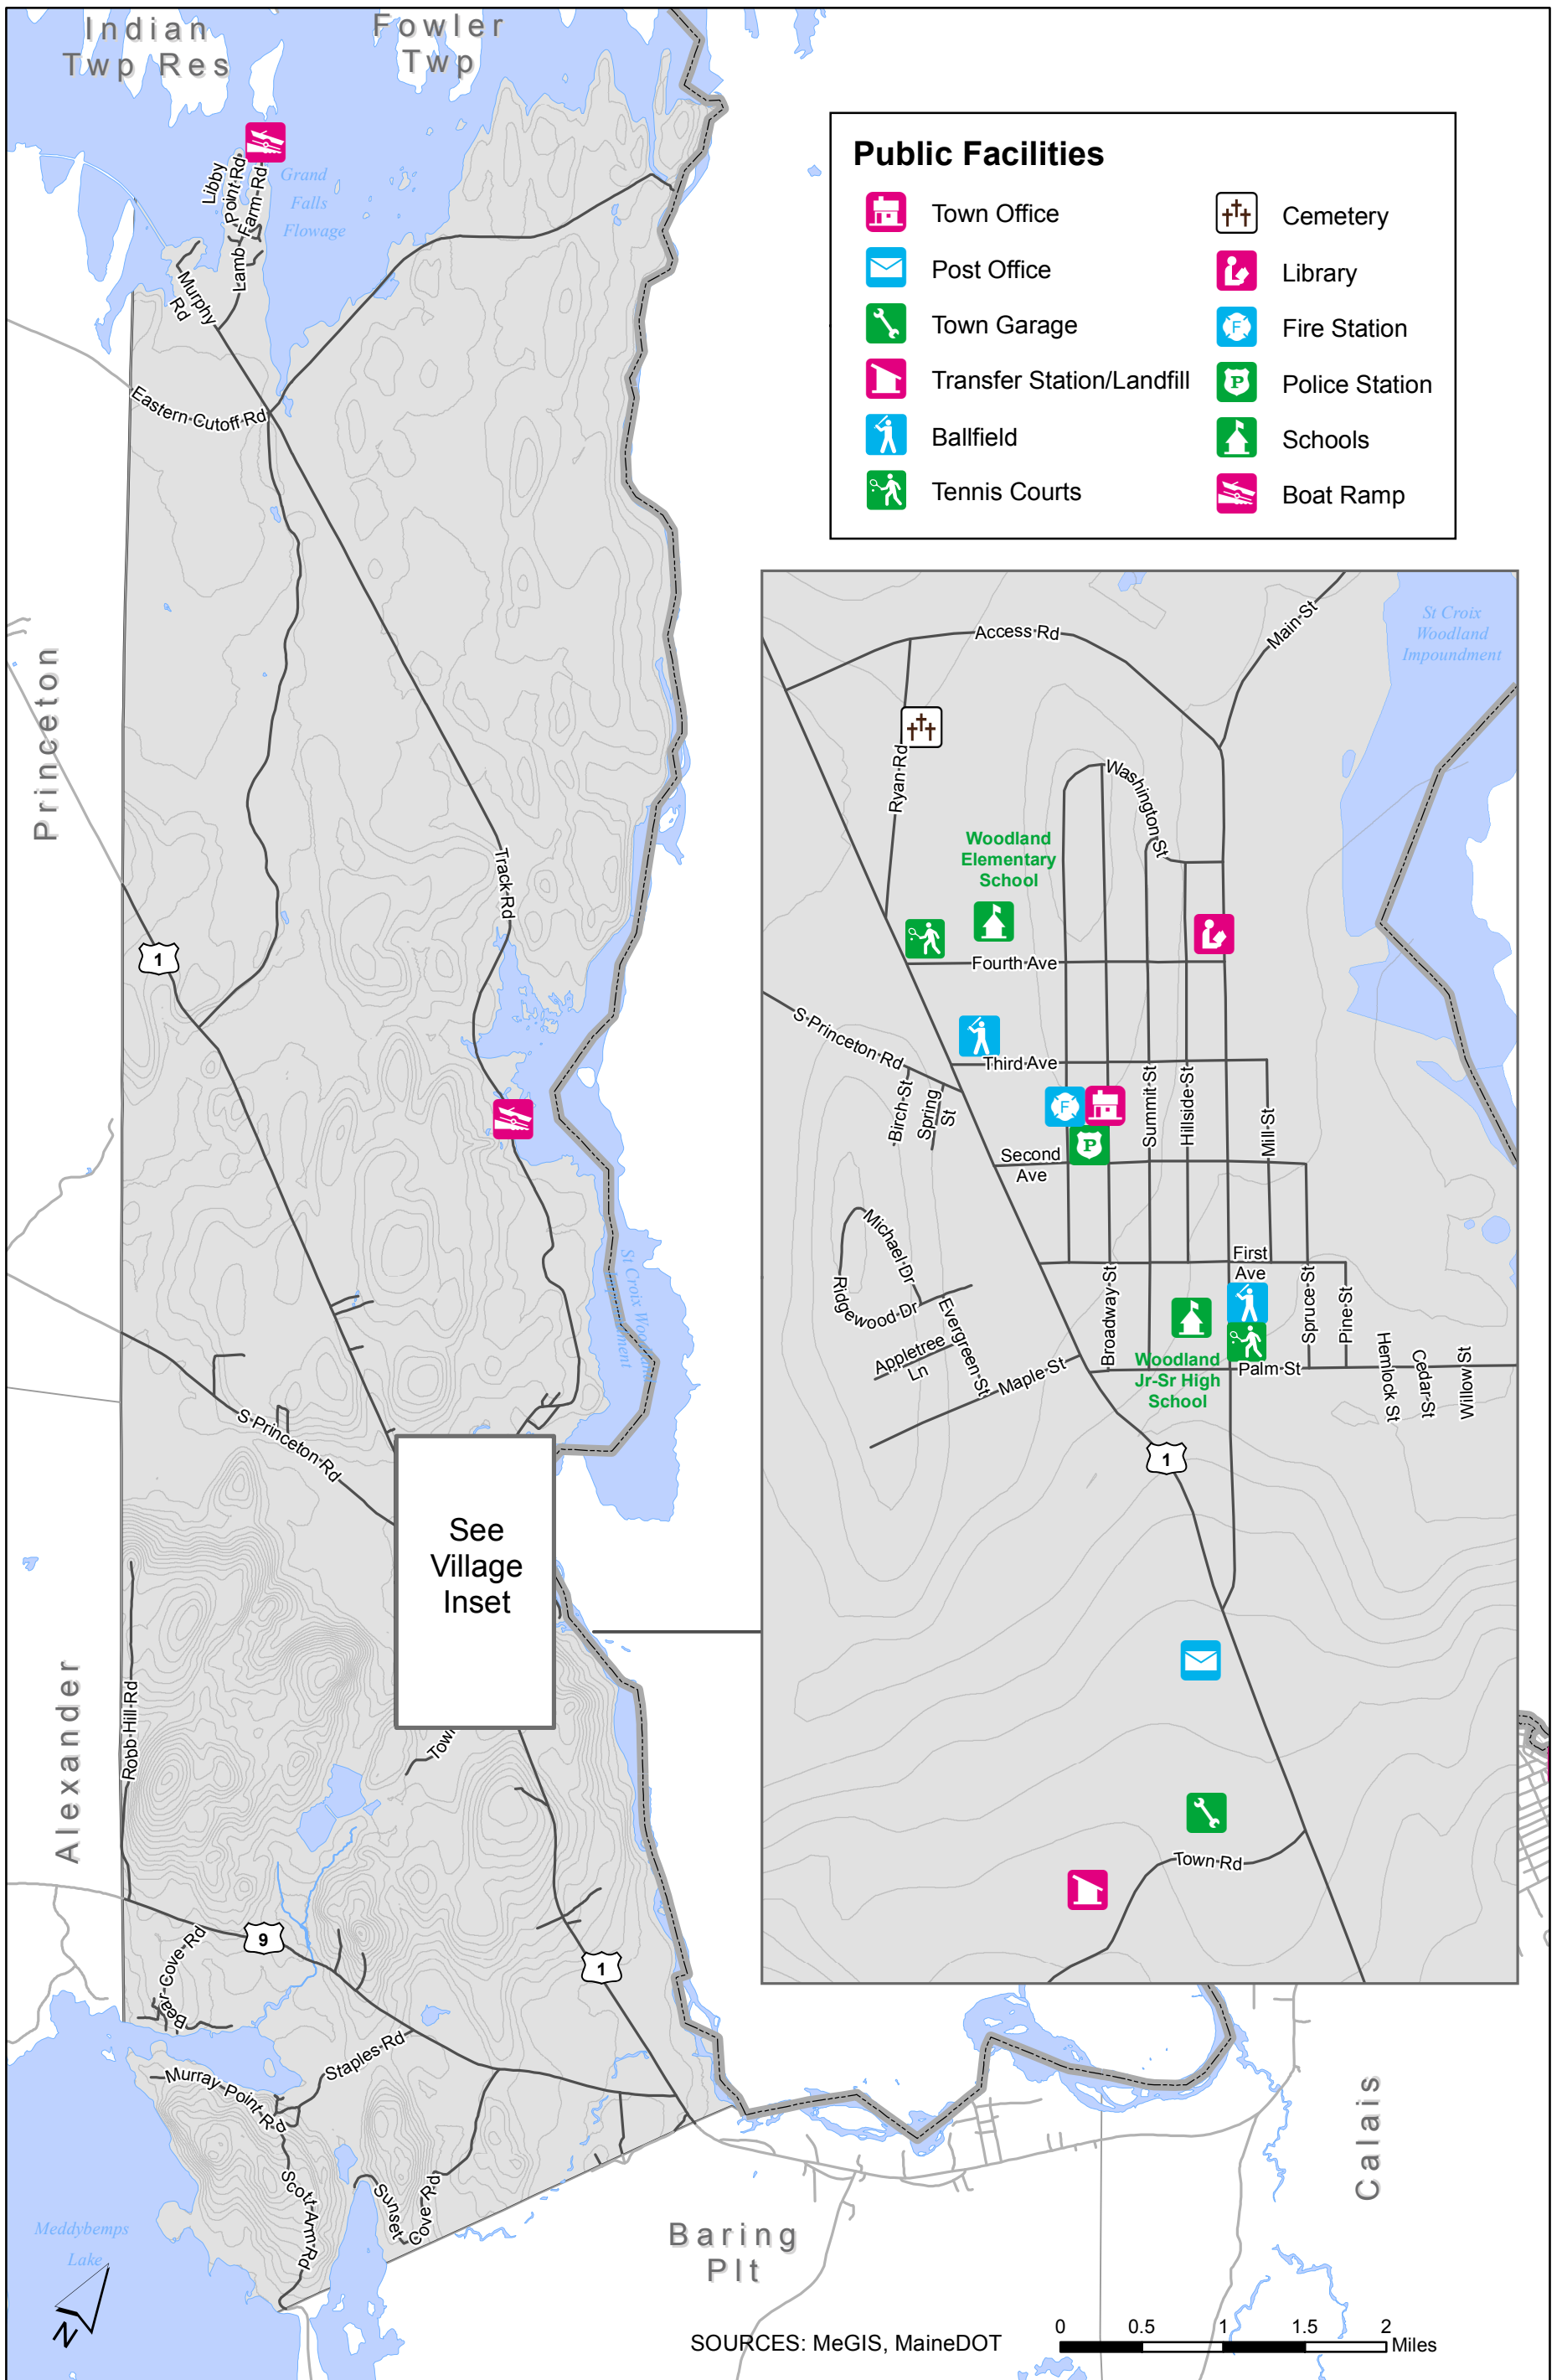 Indian
Twp Res
Fowler
Twp
Libby
Point Rd
Lamb Farm Rd
Grand
Falls
Flowage
Murphy
Rd
Eastern Cutoff Rd
Princeton
Track Rd
1
St Croix Woodland
S Princeton Rd
See
Village
Inset
Alexander
Robb Hill Rd
Town
9
1
Bear Cove Rd
Staples Rd
Murray Point Rd
Scott Arm Rd
Sunset
Cove Rd
Meddybemps
Lake
N
Baring
Plt
Calais
Public Facilities
Town Office
Post Office
Town Garage
Transfer Station/Landfill
Ballfield
Tennis Courts
Cemetery
Library
F
Fire Station
P
Police Station
Schools
Boat Ramp
Access Rd
Main St
St Croix
Woodland
Impoundment
Ryan Rd
Washington St
Woodland
Elementary
School
Fourth Ave
S Princeton Rd
Third Ave
Birch St
Spring
St
F
P
Summit St
Hillside St
Mill St
Second
Ave
Michael Dr
Ridgewood Dr
Evergreen St
Appletree
Ln
Maple St
Broadway St
First
Ave
Spruce St
Pine St
Woodland
Jr-Sr High
School
Palm St
Hemlock St
Cedar St
Willow St
1
Town Rd
SOURCES: MeGIS, MaineDOT
0 0.5 1 1.5 2
Miles